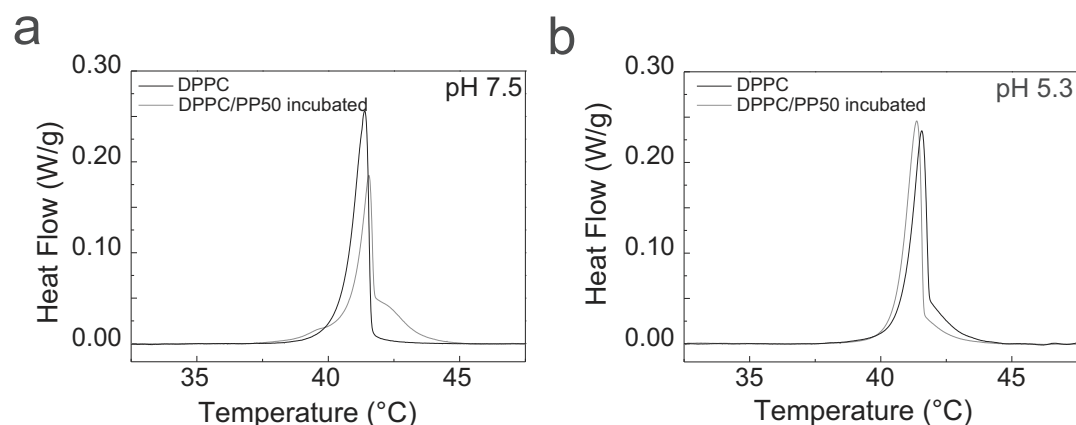 a
0.30
DPPC
DPPC/PP50 incubated
pH 7.5
0.20
0.10
0.00
Heat Flow (W/g)
35
40
45
Temperature (°C)
b
0.30
DPPC
DPPC/PP50 incubated
pH 5.3
0.20
0.10
0.00
Heat Flow (W/g)
35
40
45
Temperature (°C)